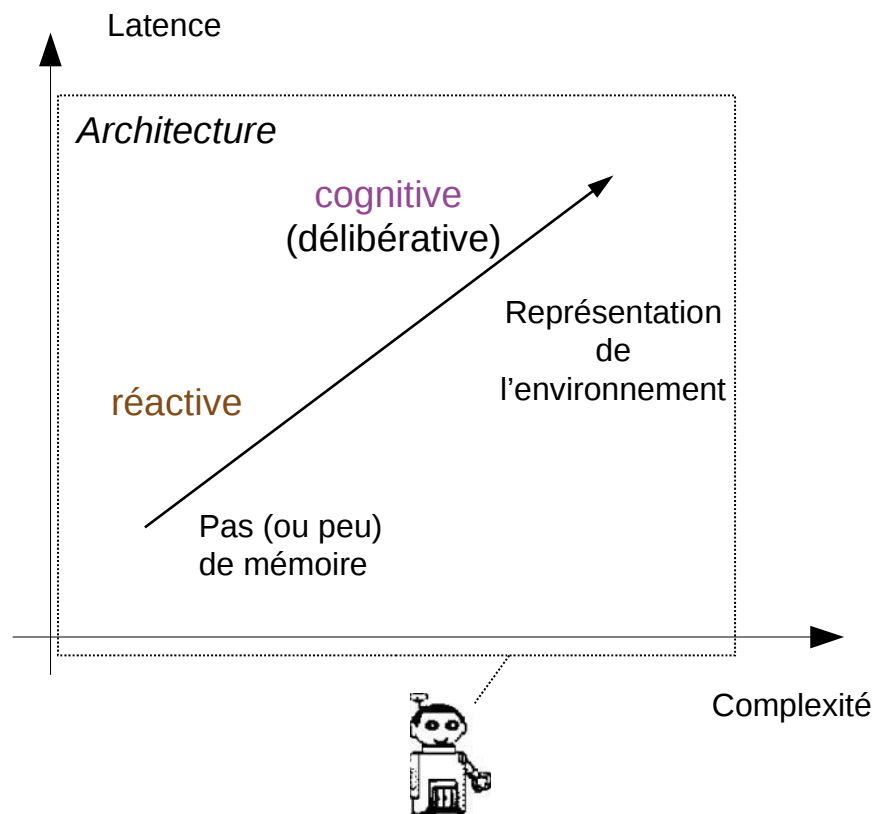 Latence
Architecture
cognitive
(délibérative)
Représentation
de
l’environnement
réactive
Pas (ou peu)
de mémoire
Complexité